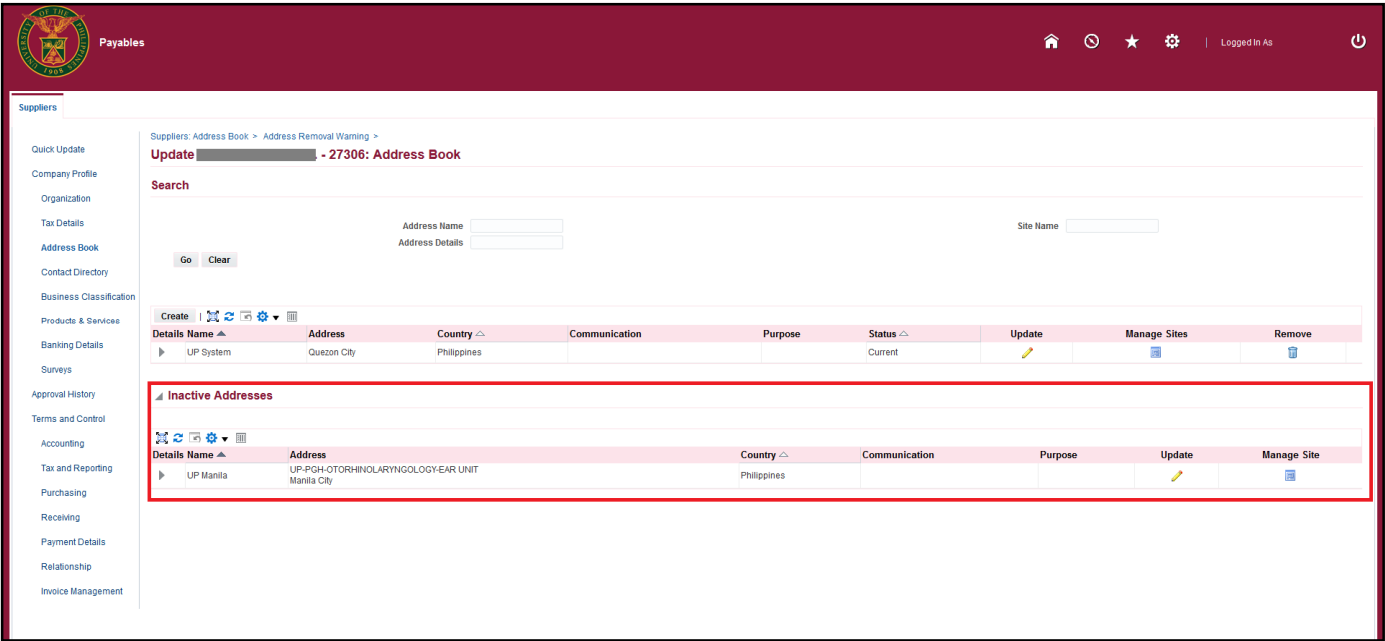 UNIVERSITY OF THE PHILIPPINES
1908
Payables
Logged In As
Suppliers
Quick Update
Company Profile
Organization
Tax Details
Address Book
Contact Directory
Business Classification
Products & Services
Banking Details
Surveys
Approval History
Terms and Control
Accounting
Tax and Reporting
Purchasing
Receiving
Payment Details
Relationship
Invoice Management
Suppliers: Address Book > Address Removal Warning >
Update . - 27306: Address Book
Search
Address Name
Site Name
Address Details
Go Clear
Create
Details Name Address Country Communication Purpose Status Update Manage Sites Remove
UP System Quezon City Philippines Current
Inactive Addresses
Details Name Address Country Communication Purpose Update Manage Site
UP Manila UP-PGH-OTORHINOLARYNGOLOGY-EAR UNIT Philippines
Manila City